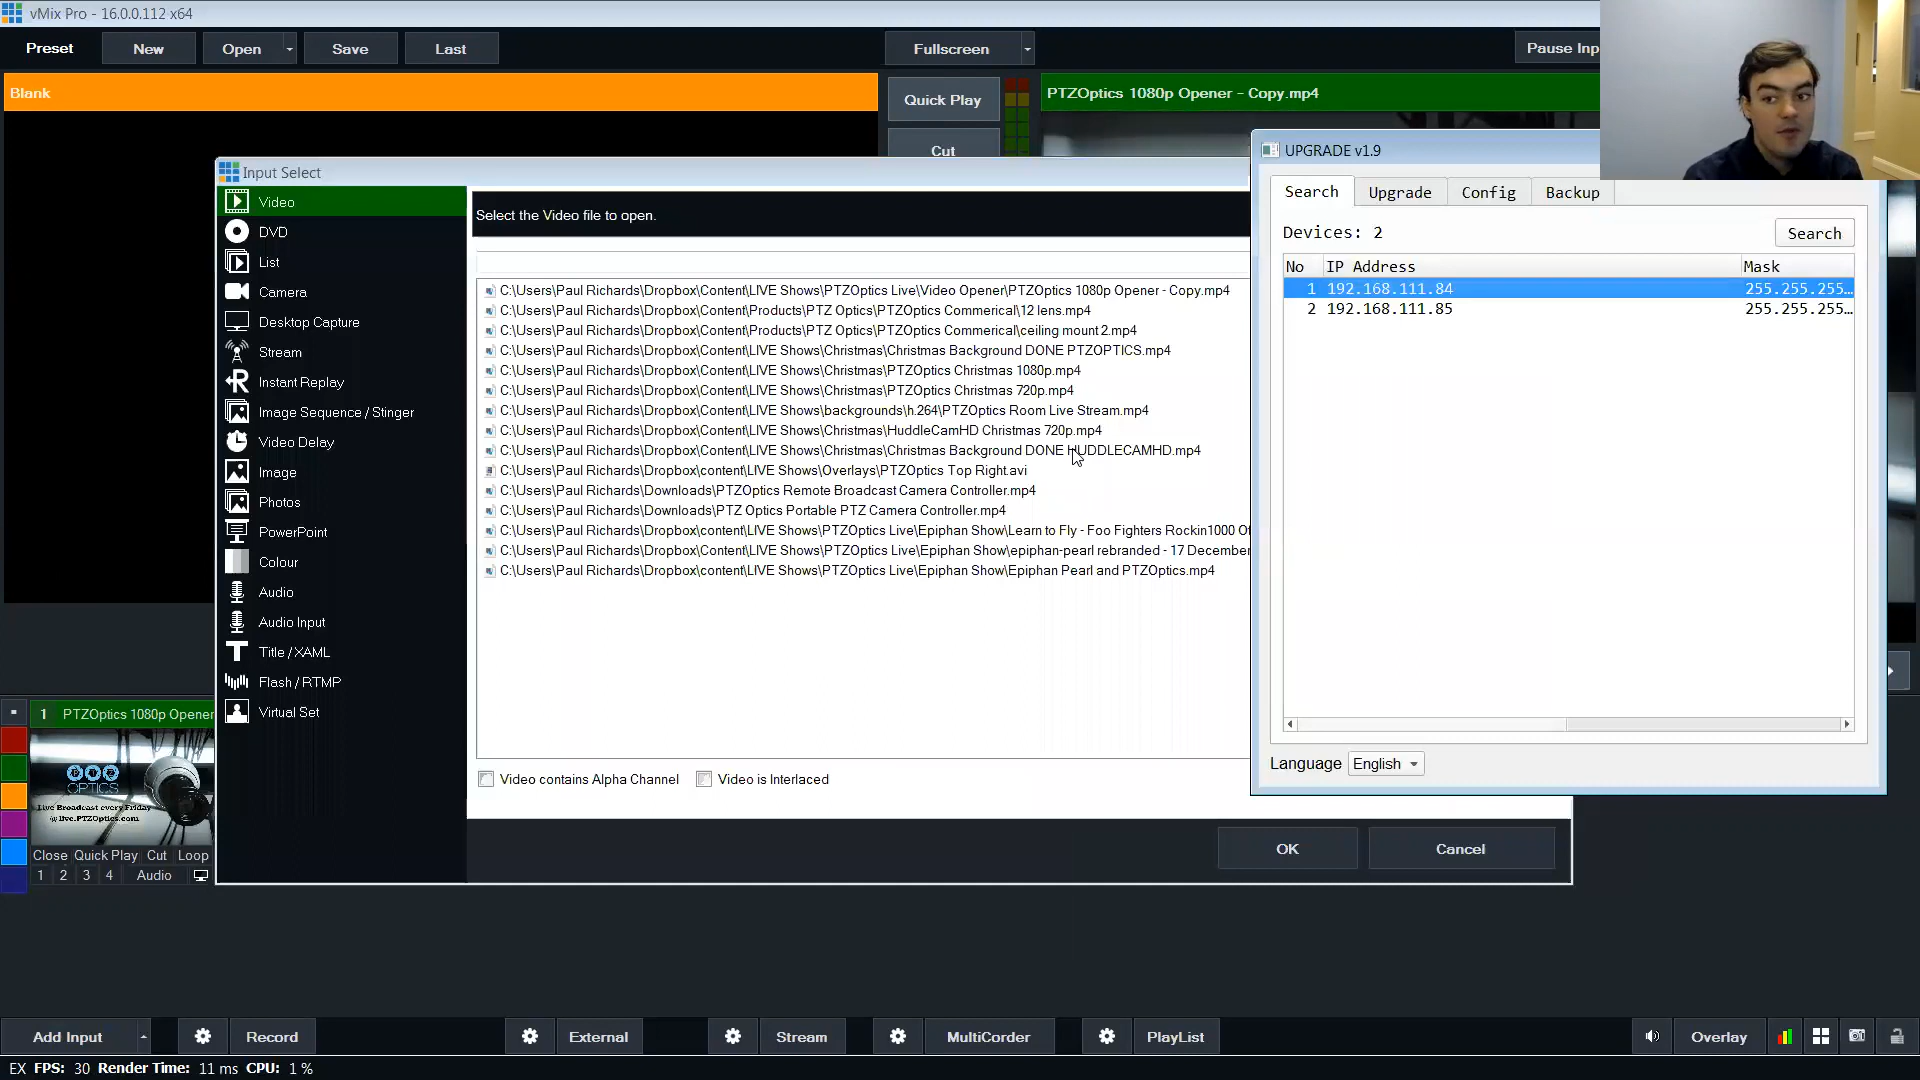 vMix Pro - 16.0.0.112 x64
Preset New Open Save Last Fullscreen Pause Inp
Blank
Quick Play
Cut
PTZOptics 1080p Opener - Copy.mp4
Input Select
Video
DVD
List
Camera
Desktop Capture
Stream
Instant Replay
Image Sequence / Stinger
Video Delay
Image
Photos
PowerPoint
Colour
Audio
Audio Input
Title / XAML
Flash / RTMP
Virtual Set
Select the Video file to open.
C:\Users\Paul Richards\Dropbox\Content\LIVE Shows\PTZOptics Live\Video Opener\PTZOptics 1080p Opener - Copy.mp4
C:\Users\Paul Richards\Dropbox\Content\Products\PTZ Optics\PTZOptics Commerical\12 lens.mp4
C:\Users\Paul Richards\Dropbox\Content\Products\PTZ Optics\PTZOptics Commerical\ceiling mount 2.mp4
C:\Users\Paul Richards\Dropbox\Content\LIVE Shows\Christmas\Christmas Background DONE PTZOPTICS.mp4
C:\Users\Paul Richards\Dropbox\Content\LIVE Shows\Christmas\PTZOptics Christmas 1080p.mp4
C:\Users\Paul Richards\Dropbox\Content\LIVE Shows\Christmas\PTZOptics Christmas 720p.mp4
C:\Users\Paul Richards\Dropbox\Content\LIVE Shows\backgrounds\h.264\PTZOptics Room Live Stream.mp4
C:\Users\Paul Richards\Dropbox\Content\LIVE Shows\Christmas\HuddleCamHD Christmas 720p.mp4
C:\Users\Paul Richards\Dropbox\Content\LIVE Shows\Christmas\Christmas Background DONE HUDDLECAMHD.mp4
C:\Users\Paul Richards\Dropbox\content\LIVE Shows\Overlays\PTZOptics Top Right.avi
C:\Users\Paul Richards\Downloads\PTZOptics Remote Broadcast Camera Controller.mp4
C:\Users\Paul Richards\Downloads\PTZ Optics Portable PTZ Camera Controller.mp4
C:\Users\Paul Richards\Dropbox\content\LIVE Shows\PTZOptics Live\Epiphan Show\Learn to Fly - Foo Fighters Rockin1000 Of
C:\Users\Paul Richards\Dropbox\Content\LIVE Shows\PTZOptics Live\Epiphan Show\epiphan-pearl rebranded - 17 December
C:\Users\Paul Richards\Dropbox\content\LIVE Shows\PTZOptics Live\Epiphan Show\Epiphan Pearl and PTZOptics.mp4
Video contains Alpha Channel Video is Interlaced
OK Cancel
UPGRADE v1.9
Search Upgrade Config Backup
Devices: 2 Search
No IP Address Mask
1 192.168.111.84 255.255.255...
2 192.168.111.85 255.255.255...
Language English
1 PTZOptics 1080p Opener
PTZ
OPTICS
Live Broadcast every Friday
@ live.PTZOptics.com
Close Quick Play Cut Loop
1 2 3 4 Audio
Add Input Record External Stream MultiCorder PlayList Overlay
EX FPS: 30 Render Time: 11 ms CPU: 1 %